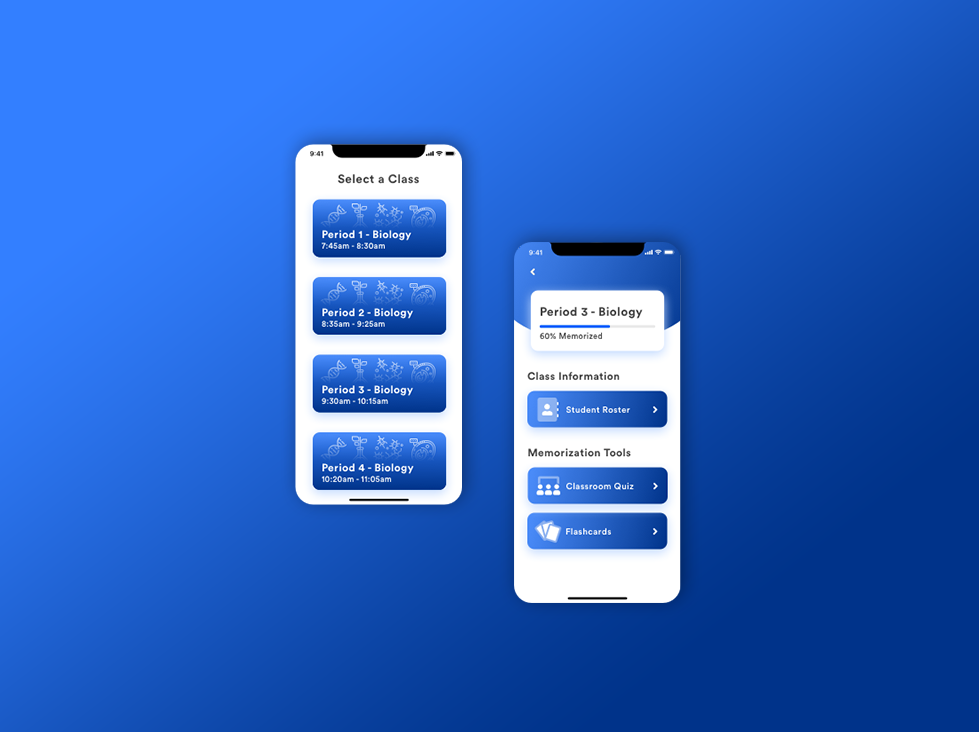 9:41
Select a Class
Period 1 - Biology
7:45am - 8:30am
Period 2 - Biology
8:35am - 9:25am
Period 3 - Biology
9:30am - 10:15am
Period 4 - Biology
10:20am - 11:05am
9:41
Period 3 - Biology
60% Memorized
Class Information
Student Roster
Memorization Tools
Classroom Quiz
Flashcards